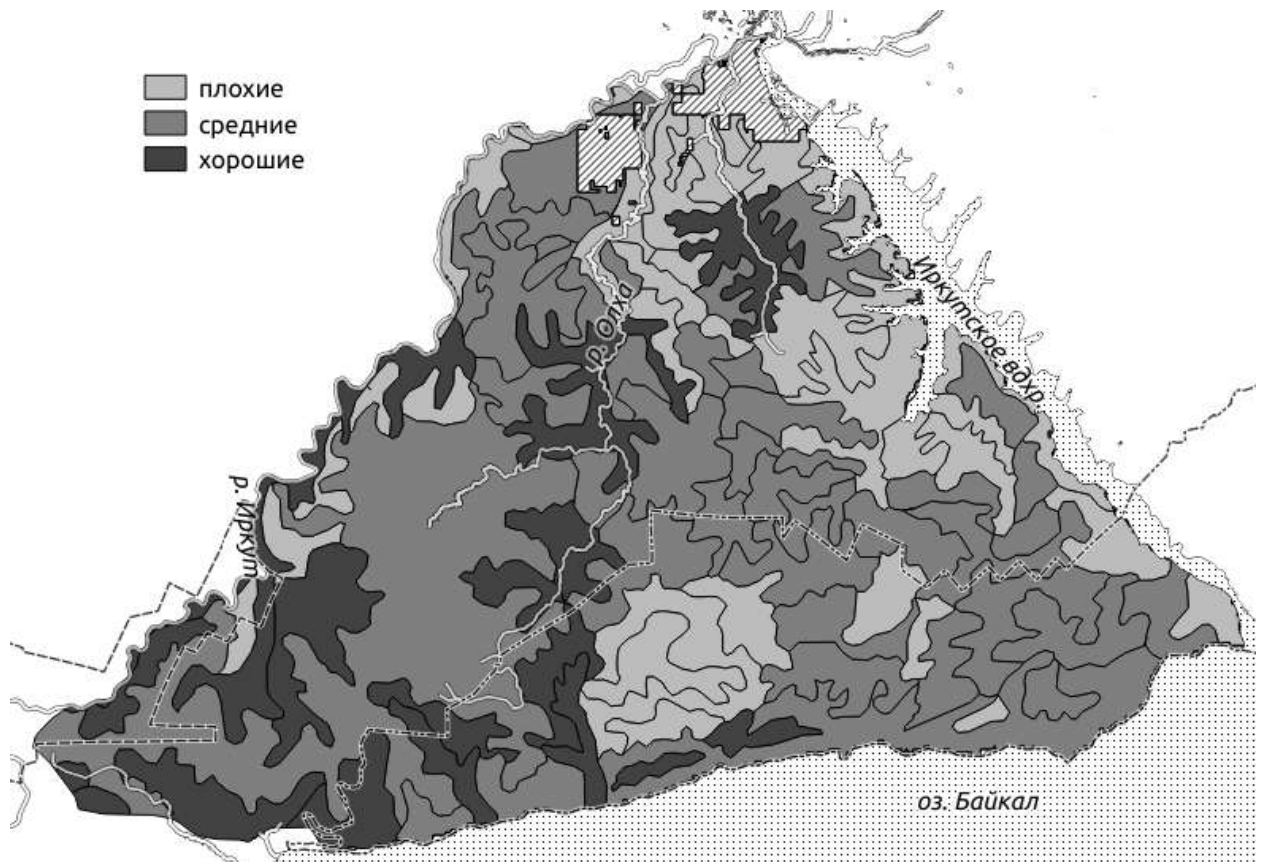 плохие
средние
хорошие
р. Олха
Иркутское вдхр.
р. Иркут
оз. Байкал